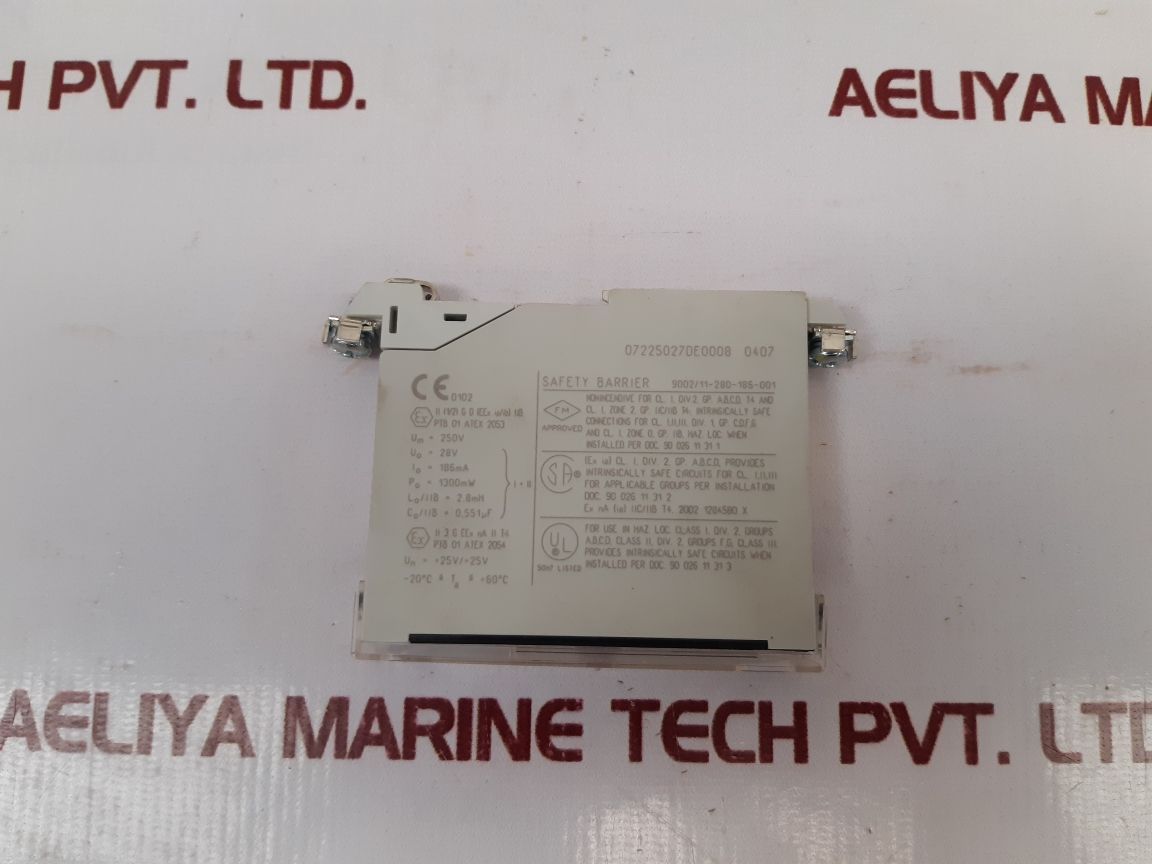 H PVT. LTD.
AELIYA MA
07225027DE0008 0407
CE 0102
Ex II (1/2) G D [EEx ia/ib] IIB
PTB 01 ATEX 2053
Um = 250V
Uo = 28V
Io = 186mA
Po = 1300mW
Lo/IIB = 2.8mH
Co/IIB = 0,551µF
I + II
Ex II 3 G EEx nA II T4
PTB 01 ATEX 2054
Un = +25V/+25V
-20°C ≤ Ta ≤ +60°C
SAFETY BARRIER 9002/11-280-186-001
FM
APPROVED
NONINCENDIVE FOR CL. I, DIV.2, GP. A,B,C,D, T4 AND
CL. I, ZONE 2, GP. IIC/IIB T4; INTRINSICALLY SAFE
CONNECTIONS FOR CL. I,II,III, DIV. 1, GP. C,D,F,G
AND CL. I, ZONE 0, GP. IIB, HAZ. LOC. WHEN
INSTALLED PER DOC. 90 026 11 31 1
SA®
[Ex ia] CL. I, DIV. 2, GP. A,B,C,D, PROVIDES
INTRINSICALLY SAFE CIRCUITS FOR CL. I,II,III
FOR APPLICABLE GROUPS PER INSTALLATION
DOC. 90 026 11 31 2
Ex nA [ia] IIC/IIB T4. 2002 1284580 X
UL
50H7 LISTED
FOR USE IN HAZ. LOC. CLASS I, DIV. 2, GROUPS
A,B,C,D, CLASS II, DIV. 2, GROUPS F,G, CLASS III,
PROVIDES INTRINSICALLY SAFE CIRCUITS WHEN
INSTALLED PER DOC. 90 026 11 31 3
AELIYA MARINE TECH PVT. LTD